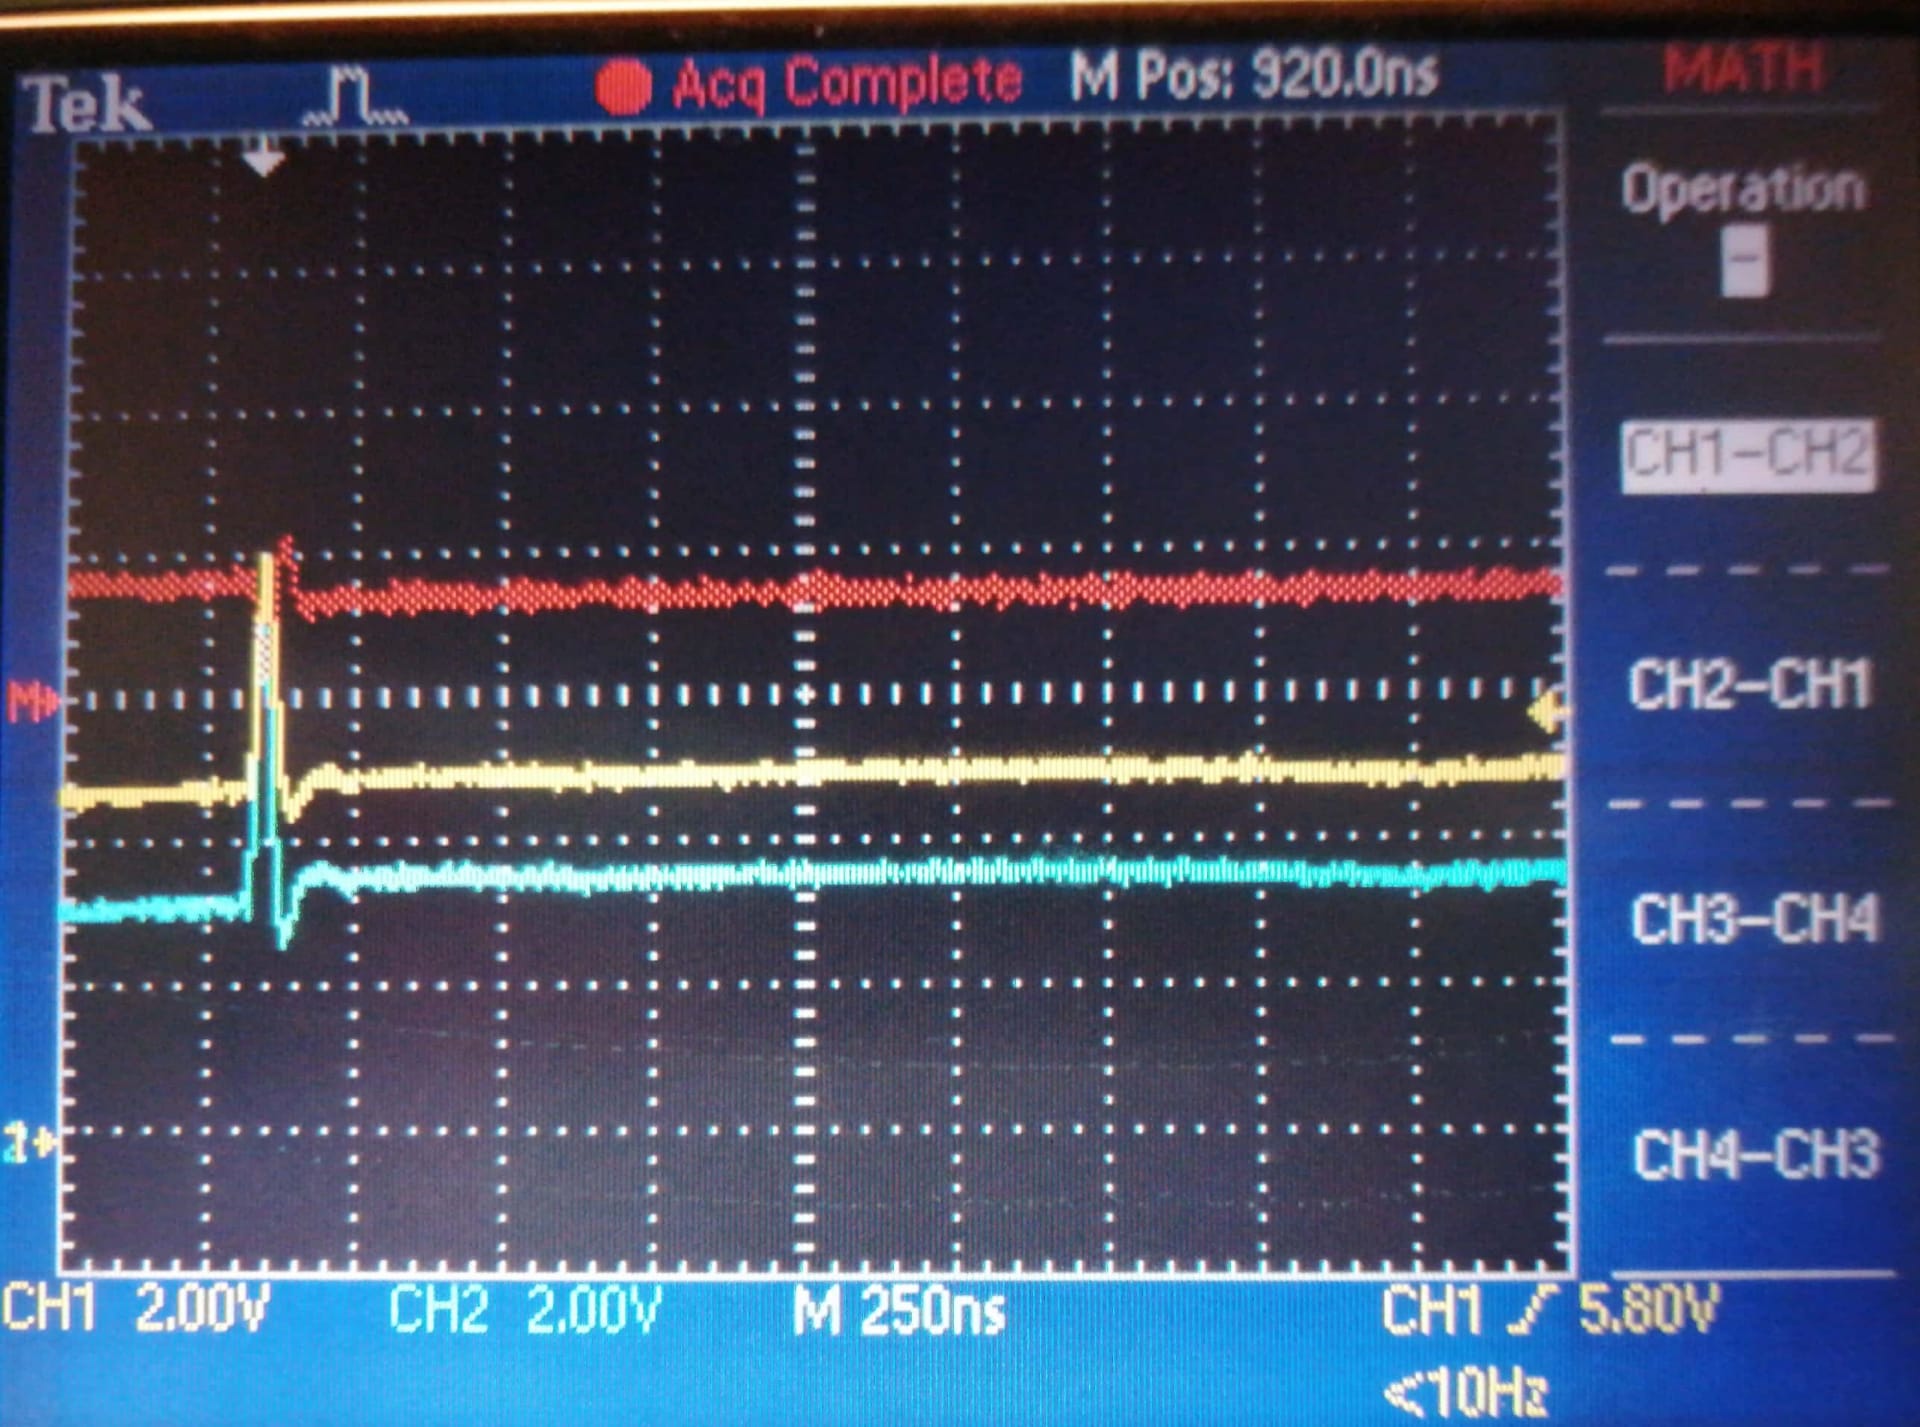 Tek Acq Complete M Pos: 920.0ns MATH
Operation
-
CH1-CH2
CH2-CH1
M
CH3-CH4
CH4-CH3
CH1 2.00V CH2 2.00V M 250ns CH1 5.80V
<10Hz